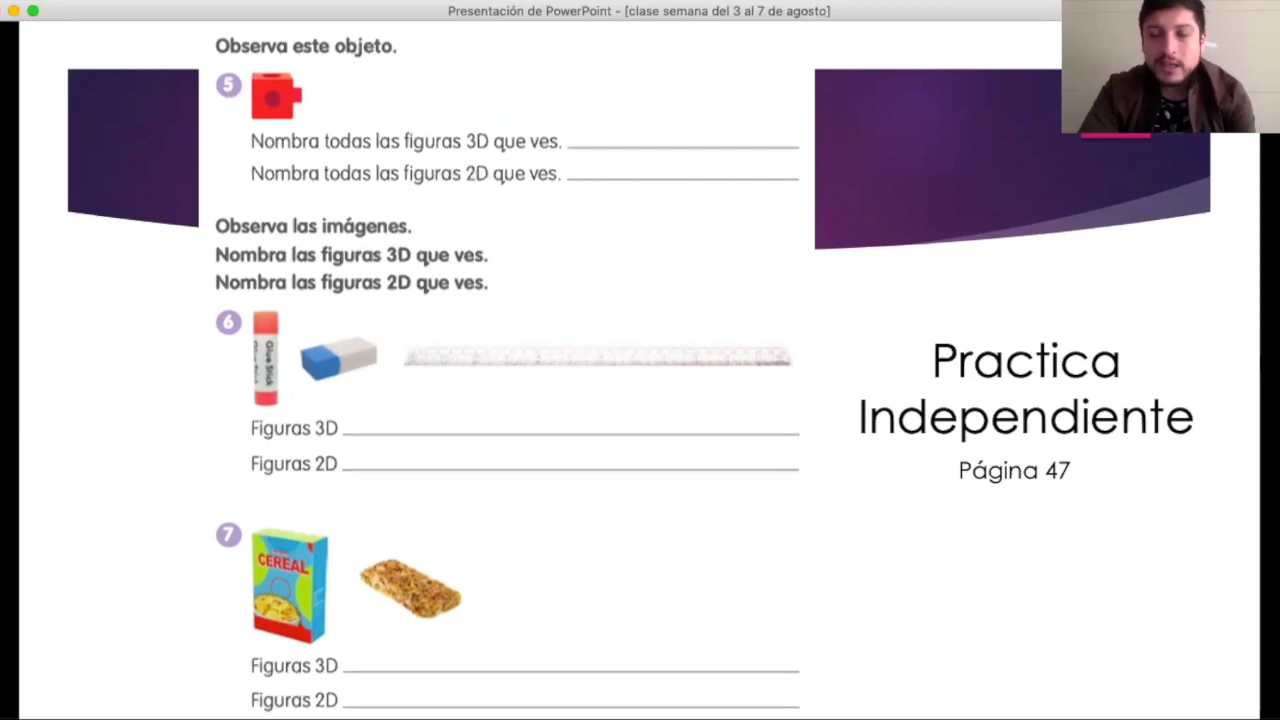 Presentación de PowerPoint - [clase semana del 3 al 7 de agosto]
Observa este objeto.
5
Nombra todas las figuras 3D que ves.
Nombra todas las figuras 2D que ves.
Observa las imágenes.
Nombra las figuras 3D que ves.
Nombra las figuras 2D que ves.
6
Glue Stick
Figuras 3D
Figuras 2D
7
CEREAL
Figuras 3D
Figuras 2D
Practica
Independiente
Página 47